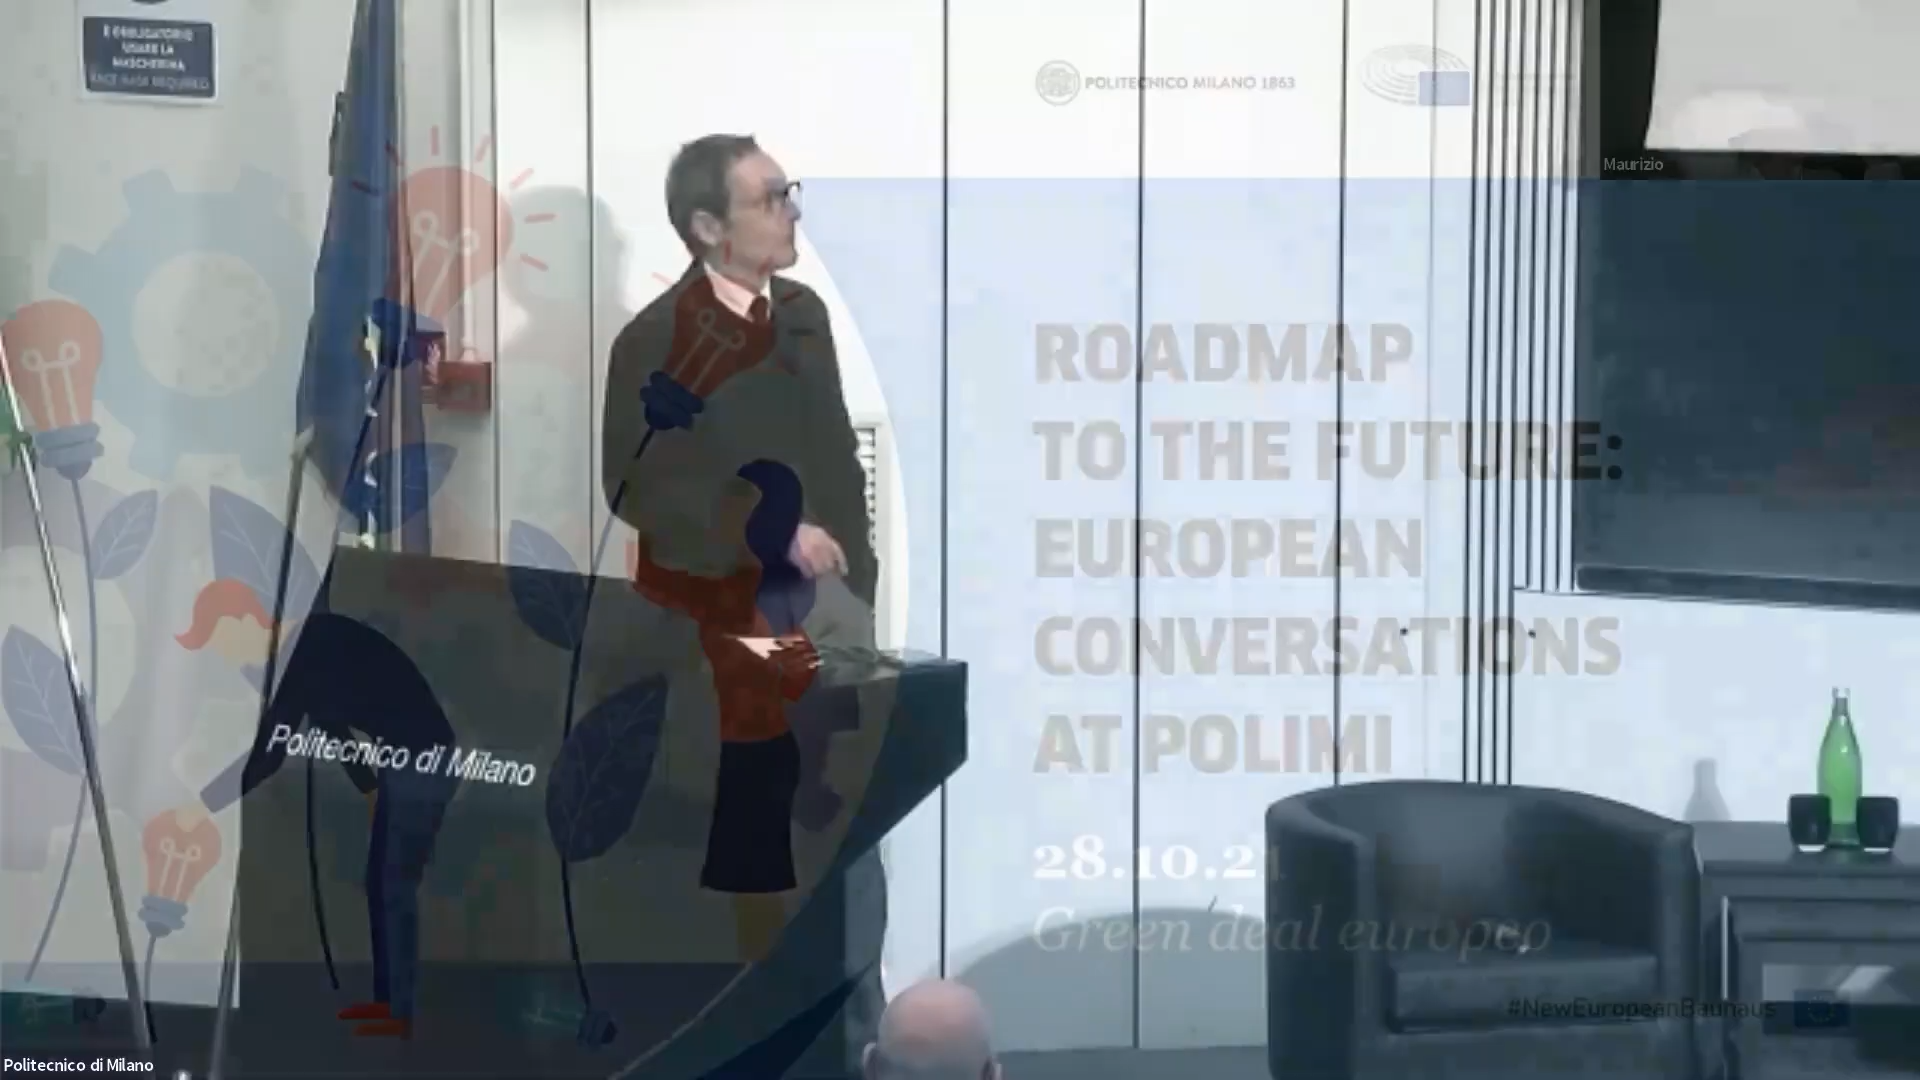 È OBBLIGATORIO
USARE LA
MASCHERINA
FACE MASK REQUIRED
POLITECNICO MILANO 1863
Maurizio
ROADMAP
TO THE FUTURE:
EUROPEAN
CONVERSATIONS
AT POLIMI
Politecnico di Milano
28.10.21
Green deal europeo
#NewEuropeanBauhaus
Politecnico di Milano